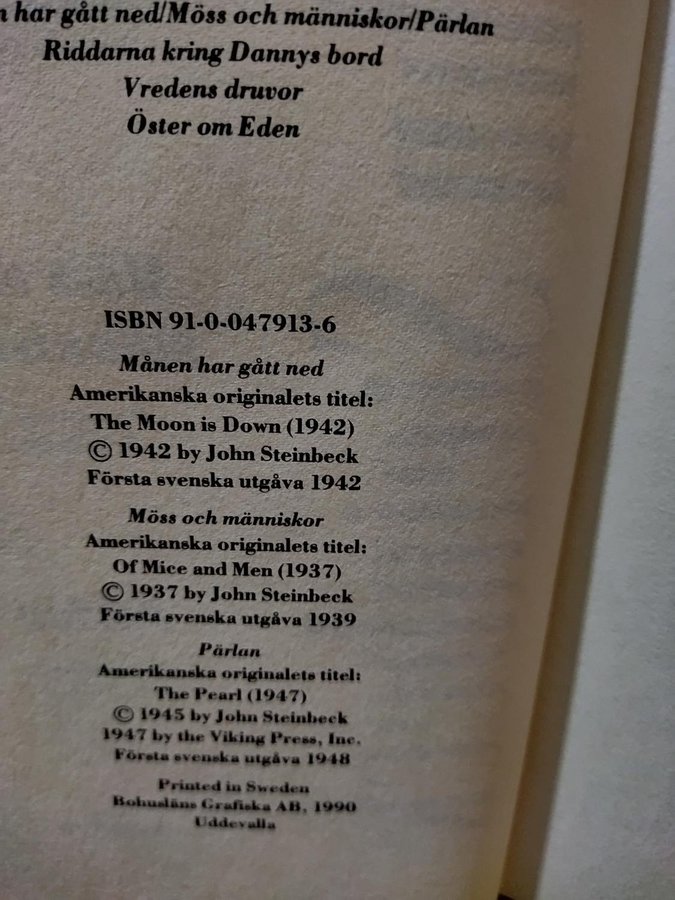 har gått ned/Möss och människor/Pärlan
Riddarna kring Dannys bord
Vredens druvor
Öster om Eden
ISBN 91-0-047913-6
Månen har gått ned
Amerikanska originalets titel:
The Moon is Down (1942)
© 1942 by John Steinbeck
Första svenska utgåva 1942
Möss och människor
Amerikanska originalets titel:
Of Mice and Men (1937)
© 1937 by John Steinbeck
Första svenska utgåva 1939
Pärlan
Amerikanska originalets titel:
The Pearl (1947)
© 1945 by John Steinbeck
1947 by the Viking Press, Inc.
Första svenska utgåva 1948
Printed in Sweden
Bohusläns Grafiska AB, 1990
Uddevalla